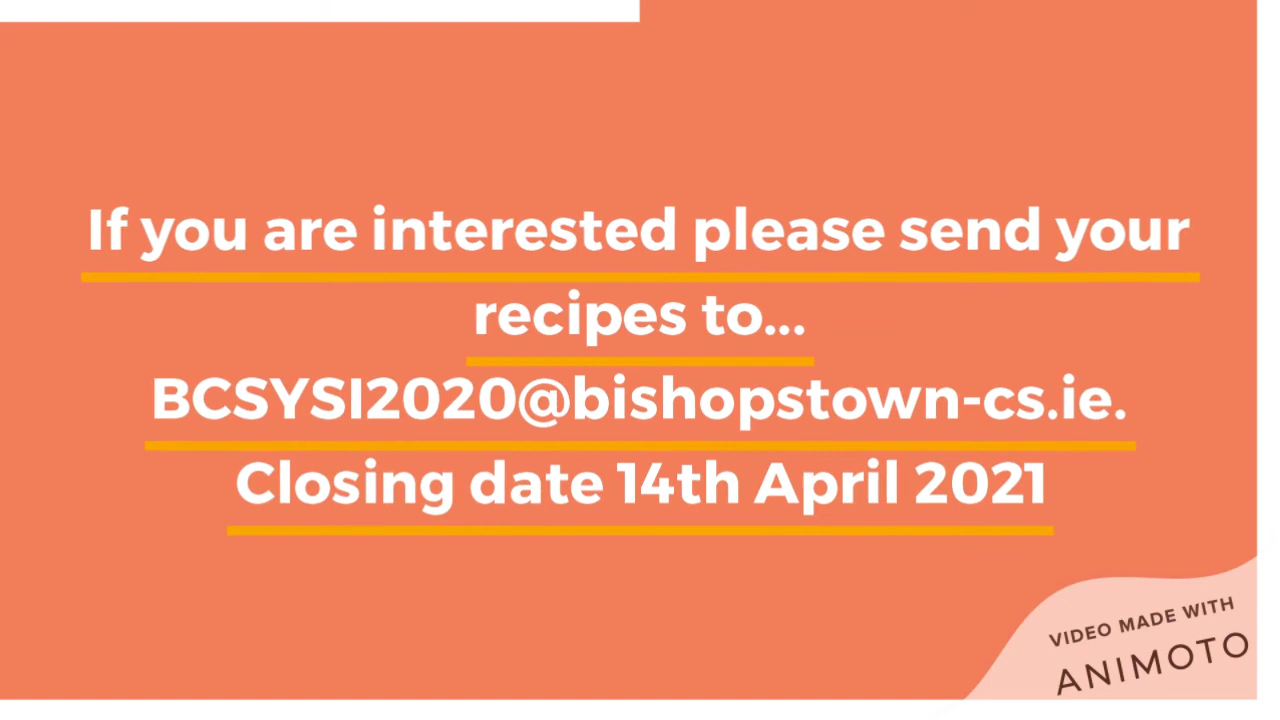 If you are interested please send your
recipes to...
BCSYSI2020@bishopstown-cs.ie.
Closing date 14th April 2021
VIDEO MADE WITH
ANIMOTO